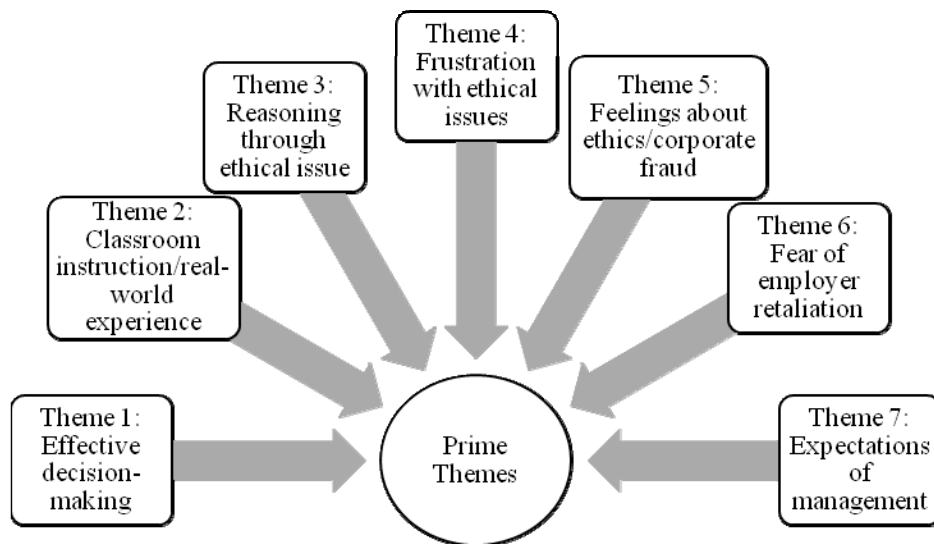 Theme 1:
Effective
decision-
making
Theme 2:
Classroom
instruction/real-
world
experience
Theme 3:
Reasoning
through
ethical issue
Theme 4:
Frustration
with ethical
issues
Theme 5:
Feelings about
ethics/corporate
fraud
Theme 6:
Fear of
employer
retaliation
Theme 7:
Expectations
of
management
Prime
Themes